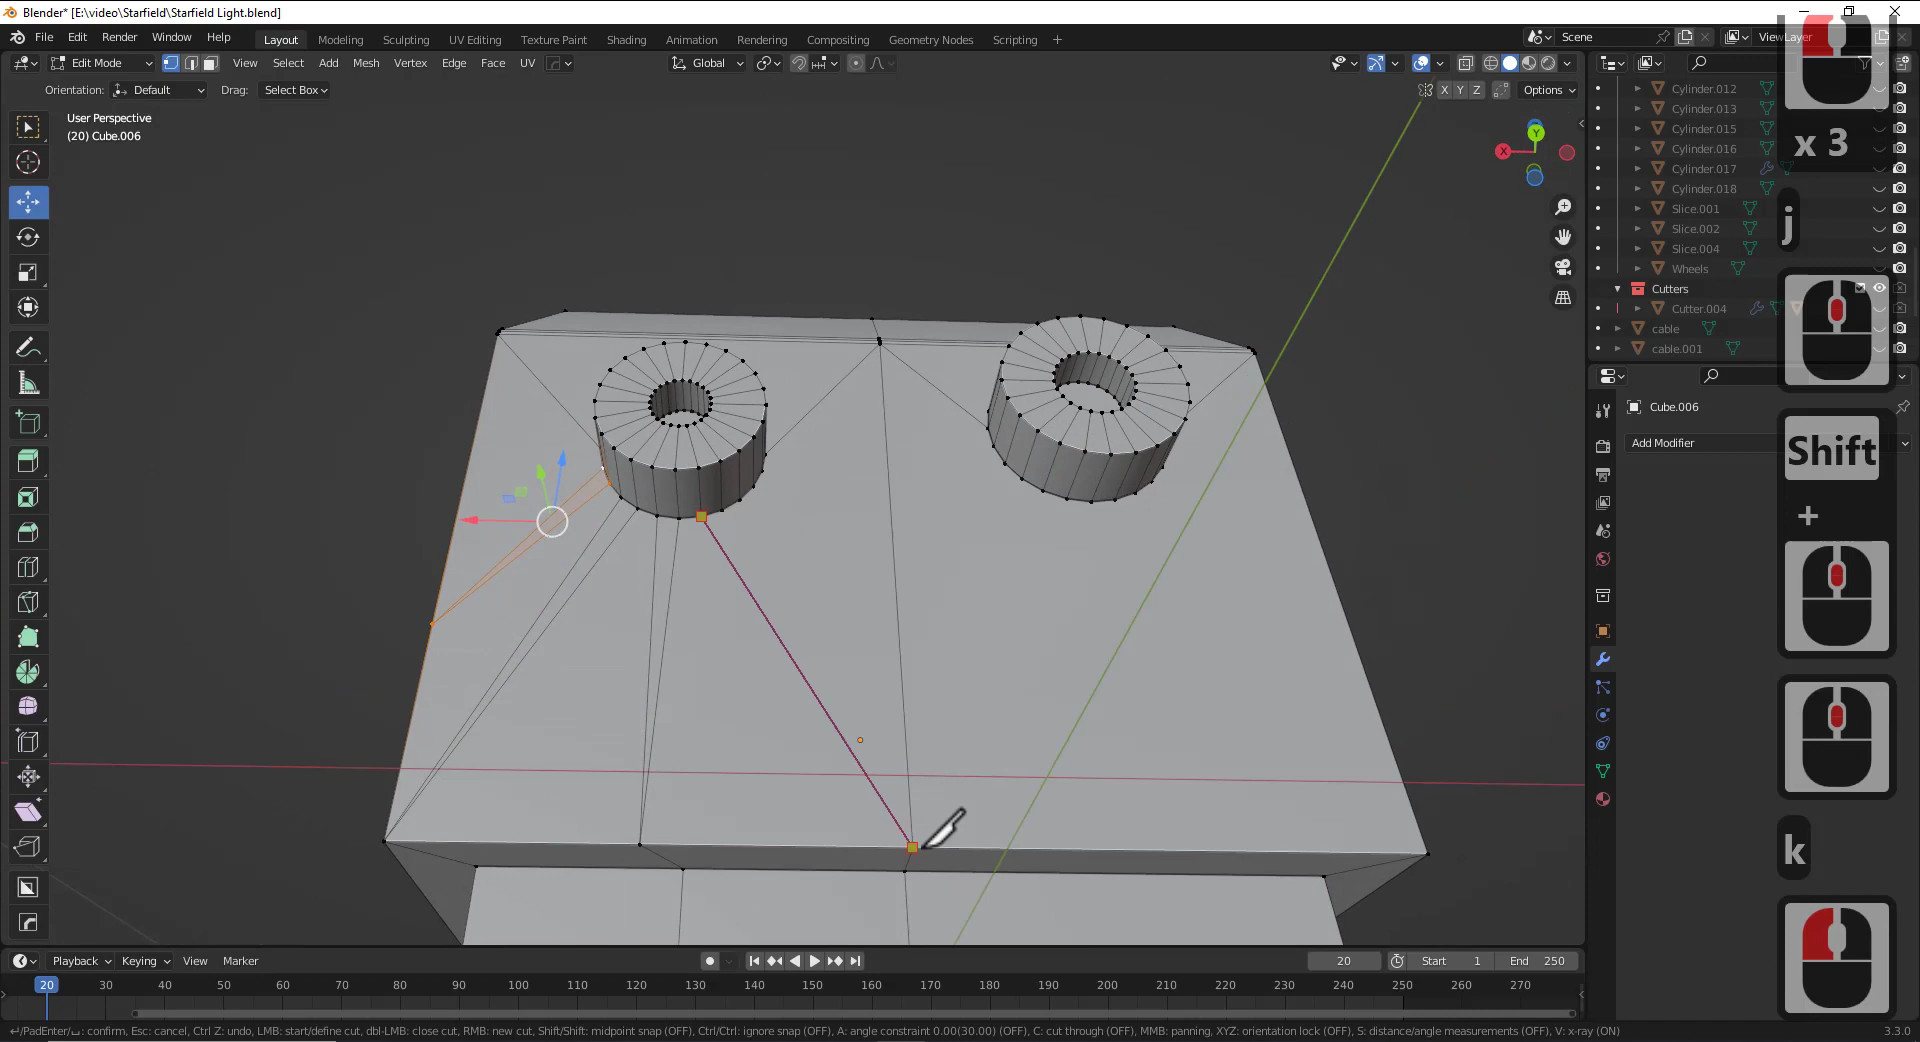 Blender* [E:\video\Starfield\Starfield Light.blend]
File Edit Render Window Help Layout Modeling Sculpting UV Editing Texture Paint Shading Animation Rendering Compositing Geometry Nodes Scripting + Scene ViewLayer
Edit Mode View Select Add Mesh Vertex Edge Face UV Global
Orientation: Default Drag: Select Box X Y Z Options
User Perspective
(20) Cube.006
Y
X
Cylinder.012
Cylinder.013
Cylinder.015
Cylinder.016
Cylinder.017
Cylinder.018
Slice.001
Slice.002
Slice.004
Wheels
Cutters
Cutter.004
cable
cable.001
Cube.006
Add Modifier
x 3
j
Shift
+
k
Playback Keying View Marker 20 Start 1 End 250
20 30 40 50 60 70 80 90 100 110 120 130 140 150 160 170 180 190 200 210 220 230 240 250 260 270
/PadEnter/ : confirm, Esc: cancel, Ctrl Z: undo, LMB: start/define cut, dbl-LMB: close cut, RMB: new cut, Shift/Shift: midpoint snap (OFF), Ctrl/Ctrl: ignore snap (OFF), A: angle constraint 0.00(30.00) (OFF), C: cut through (OFF), MMB: panning, XYZ: orientation lock (OFF), S: distance/angle measurements (OFF), V: x-ray (ON) 3.3.0